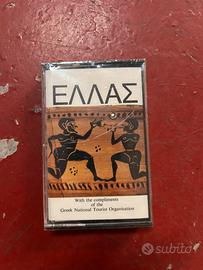 ΕΛΛΑΣ
With the compliments
of the
Greek National Tourist Organisation
subito